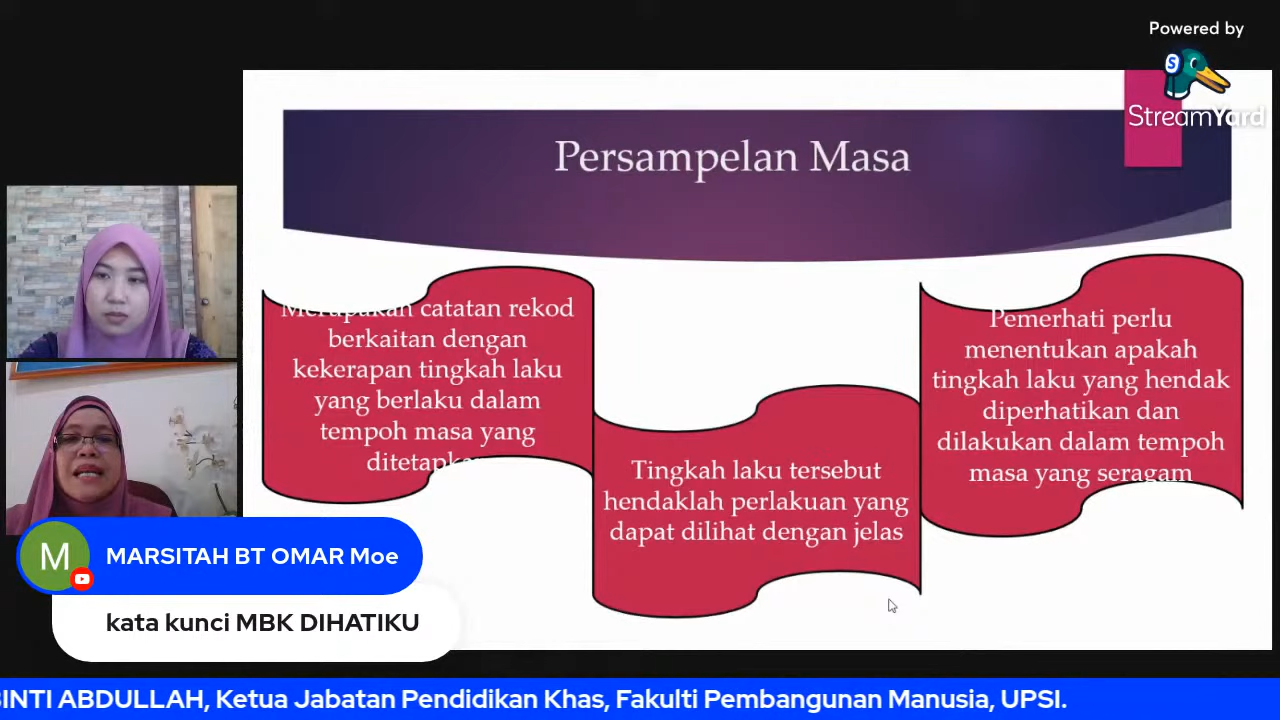 Powered by
StreamYard
Persampelan Masa
Merupakan catatan rekod
berkaitan dengan
kekerapan tingkah laku
yang berlaku dalam
tempoh masa yang
Tingkah laku tersebut
hendaklah perlakuan yang
dapat dilihat dengan jelas
Pemerhati perlu
menentukan apakah
tingkah laku yang hendak
diperhatikan dan
dilakukan dalam tempoh
masa yang seragam
M
MARSITAH BT OMAR Moe
kata kunci MBK DIHATIKU
BINTI ABDULLAH, Ketua Jabatan Pendidikan Khas, Fakulti Pembangunan Manusia, UPSI.